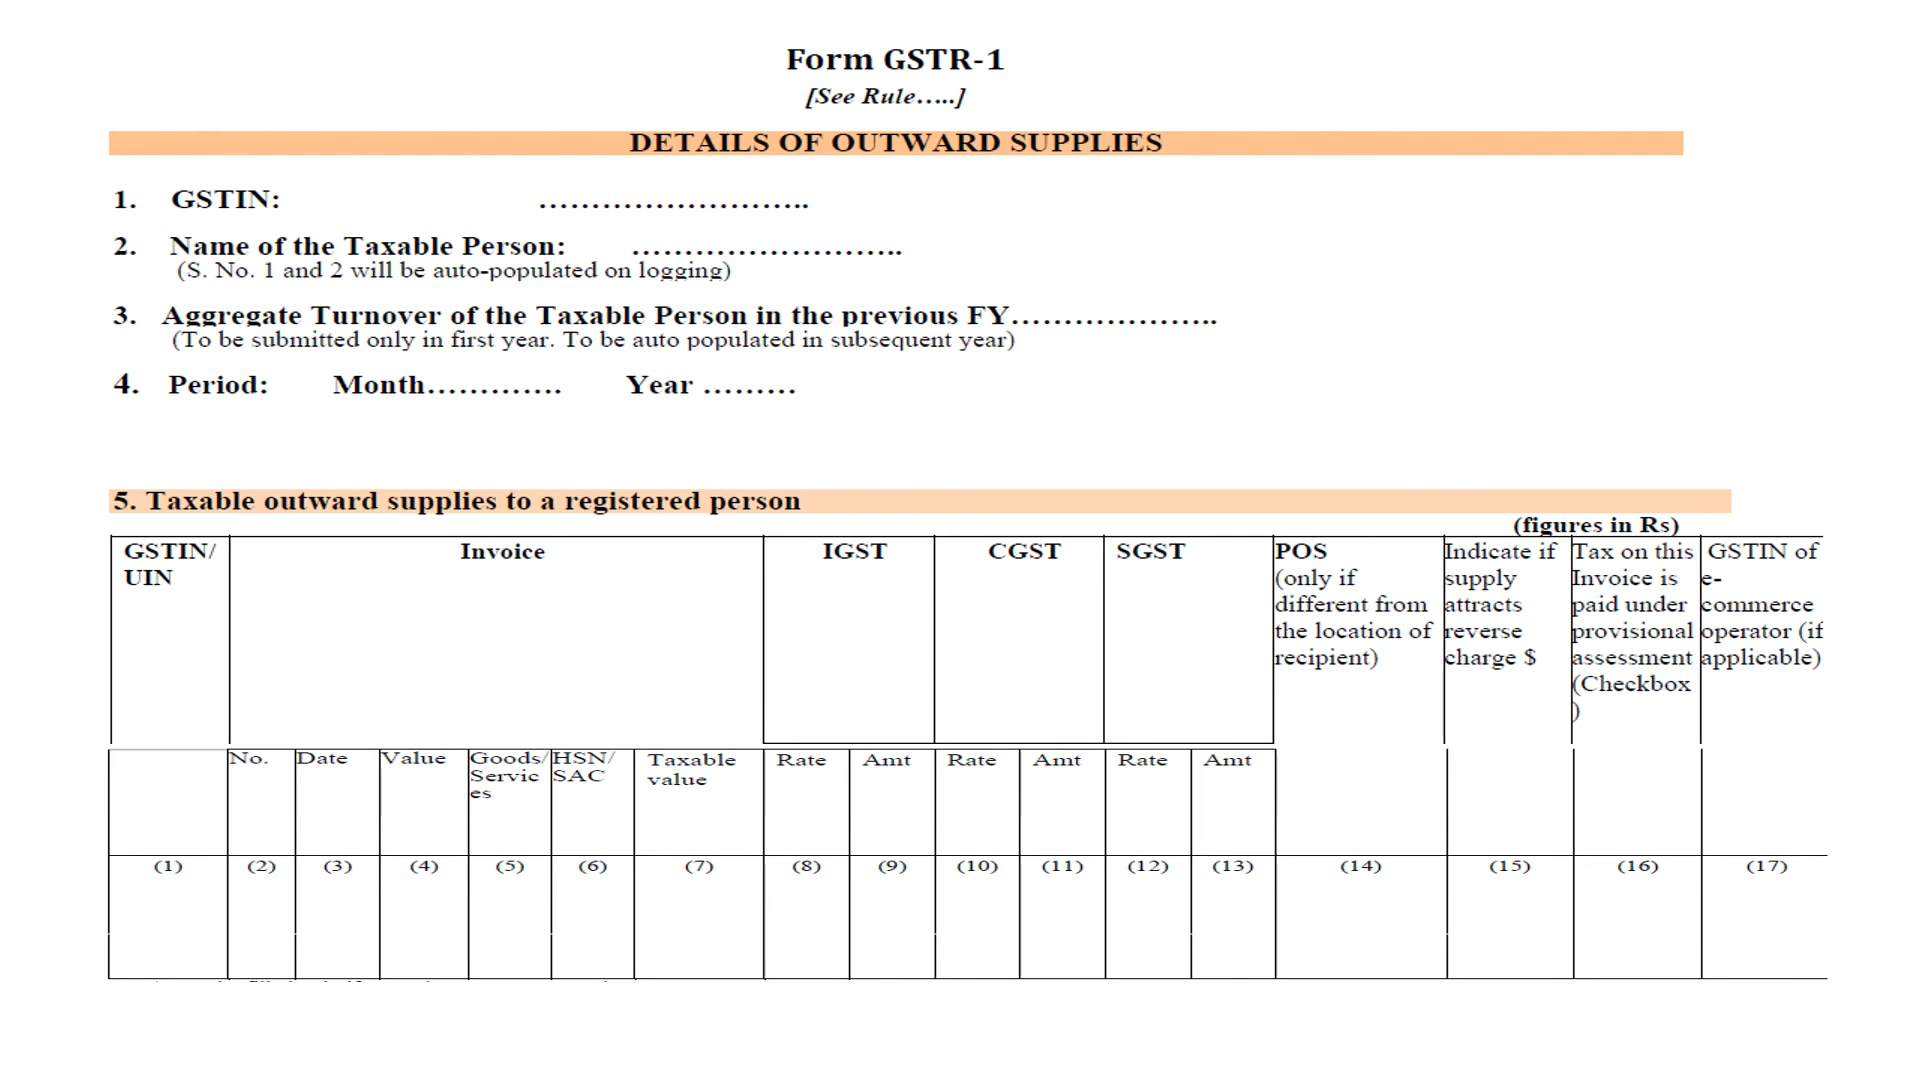 Form GSTR-1
[See Rule…..]
DETAILS OF OUTWARD SUPPLIES
1. GSTIN: ……………………..
2. Name of the Taxable Person: ……………………..
(S. No. 1 and 2 will be auto-populated on logging)
3. Aggregate Turnover of the Taxable Person in the previous FY………………..
(To be submitted only in first year. To be auto populated in subsequent year)
4. Period: Month…………. Year ………
5. Taxable outward supplies to a registered person
(figures in Rs)
GSTIN/ Invoice IGST CGST SGST POS Indicate if Tax on this GSTIN of
UIN (only if supply Invoice is e-
different from attracts paid under commerce
the location of reverse provisional operator (if
recipient) charge $ assessment applicable)
(Checkbox
)
No. Date Value Goods/ HSN/ Taxable Rate Amt Rate Amt Rate Amt
Servic SAC value
es
(1) (2) (3) (4) (5) (6) (7) (8) (9) (10) (11) (12) (13) (14) (15) (16) (17)